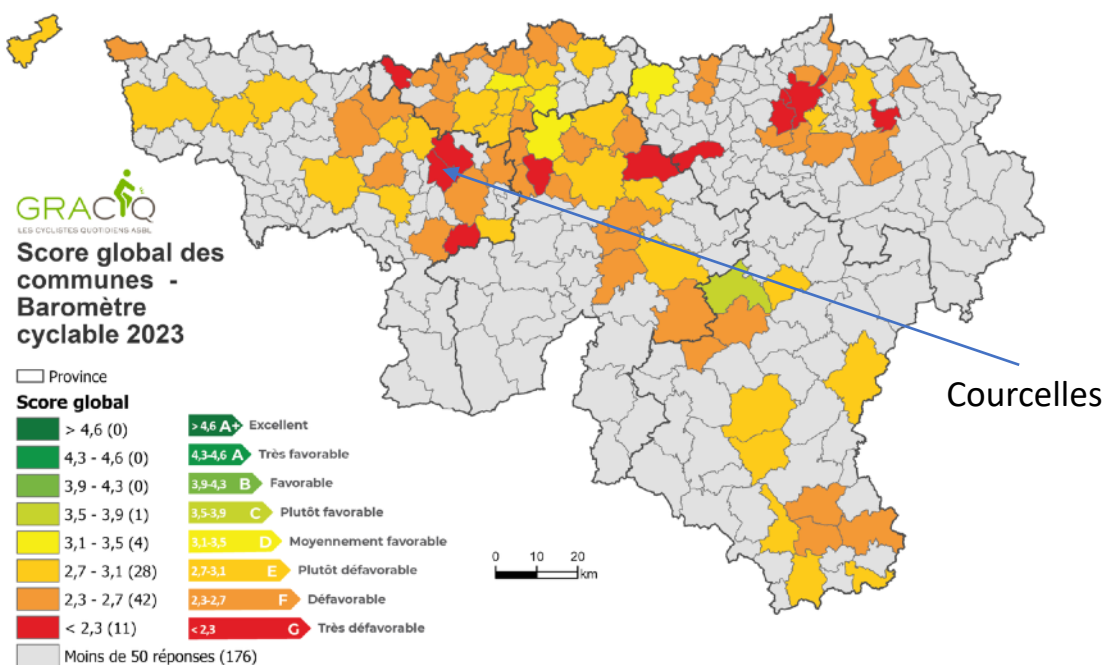 GRACQ
LES CYCLISTES QUOTIDIENS ASBL
Score global des
communes -
Baromètre
cyclable 2023
Courcelles
Province
Score global
> 4,6 (0)
4,3 - 4,6 (0)
3,9 - 4,3 (0)
3,5 - 3,9 (1)
3,1 - 3,5 (4)
2,7 - 3,1 (28)
2,3 - 2,7 (42)
< 2,3 (11)
Moins de 50 réponses (176)
> 4,6 A+ Excellent
4,3-4,6 A Très favorable
3,9-4,3 B Favorable
3,5-3,9 C Plutôt favorable
3,1-3,5 D Moyennement favorable
2,7-3,1 E Plutôt défavorable
2,3-2,7 F Défavorable
< 2,3 G Très défavorable
0 10 20
km